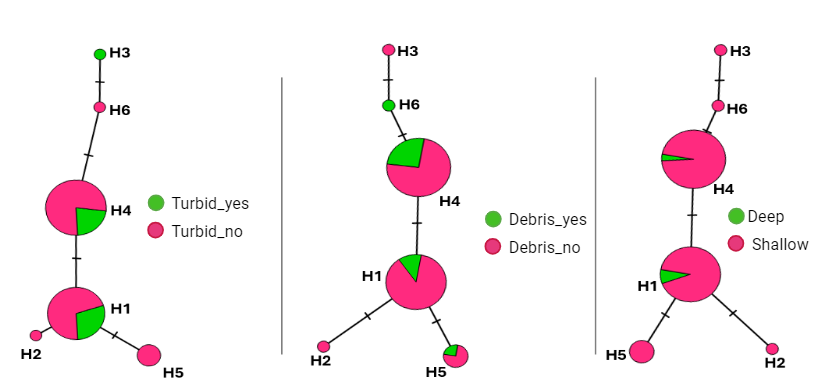 H3
H6
H4
Turbid_yes
Turbid_no
H1
H2
H5
H3
H6
H4
Debris_yes
Debris_no
H1
H2
H5
H3
H6
H4
Deep
Shallow
H1
H5
H2